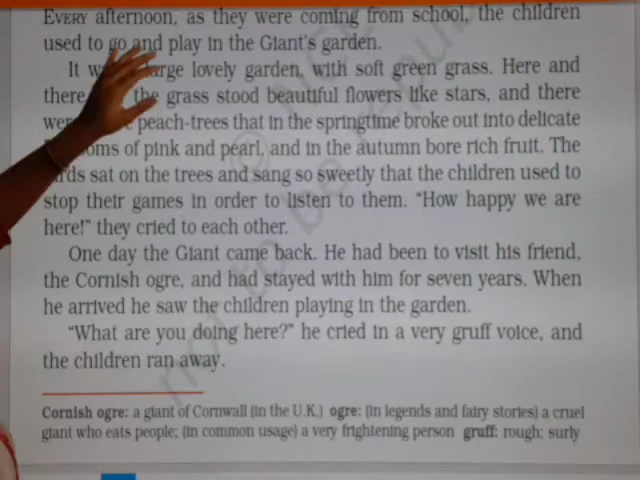 EVERY afternoon, as they were coming from school, the children
used to go and play in the Giant's garden.
It large lovely garden, with soft green grass. Here and
there the grass stood beautiful flowers like stars, and there
peach-trees that in the springtime broke out into delicate
of pink and pearl, and in the autumn bore rich fruit. The
sat on the trees and sang so sweetly that the children used to
stop their games in order to listen to them. “How happy we are
here!” they cried to each other.
One day the Giant came back. He had been to visit his friend,
the Cornish ogre, and had stayed with him for seven years. When
he arrived he saw the children playing in the garden.
“What are you doing here?” he cried in a very gruff voice, and
the children ran away.
Cornish ogre: a giant of Cornwall (in the U.K.) ogre: (in legends and fairy stories) a cruel
giant who eats people; (in common usage) a very frightening person gruff: rough; surly